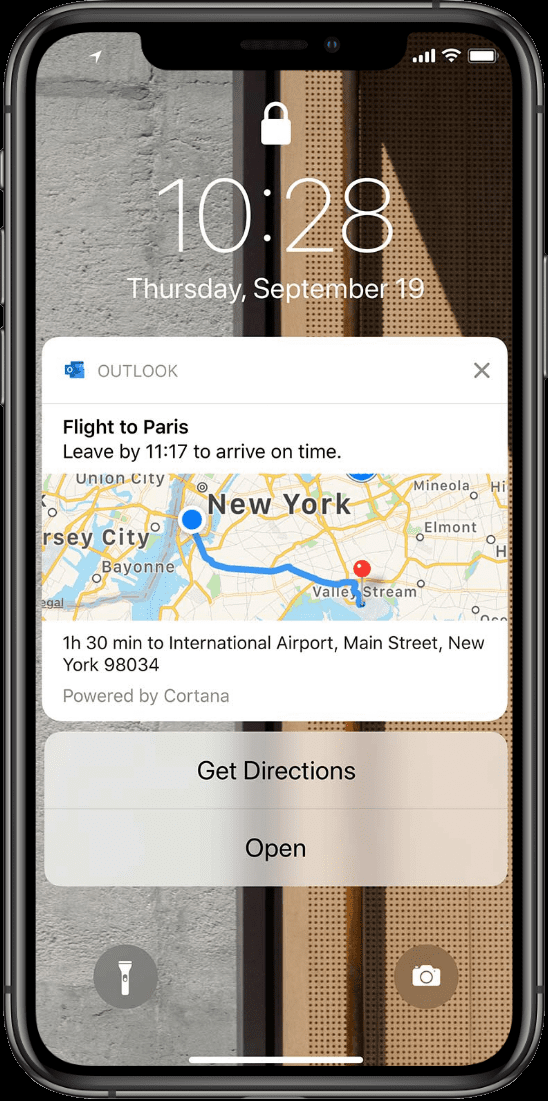 10:28
Thursday, September 19
OUTLOOK
Flight to Paris
Leave by 11:17 to arrive on time.
Union City
Mineola
Hi
New York
Elmont
rsey City
H
Bayonne
Valley Stream
egal
1h 30 min to International Airport, Main Street, New
York 98034
Powered by Cortana
Get Directions
Open